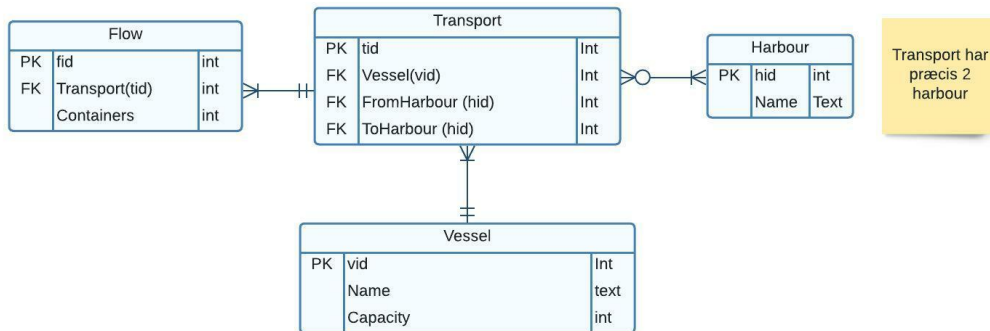 Flow
PK fid int
FK Transport(tid) int
Containers int
Transport
PK tid Int
FK Vessel(vid) Int
FK FromHarbour (hid) Int
FK ToHarbour (hid) Int
Harbour
PK hid int
Name Text
Transport har
præcis 2
harbour
Vessel
PK vid Int
Name text
Capacity int